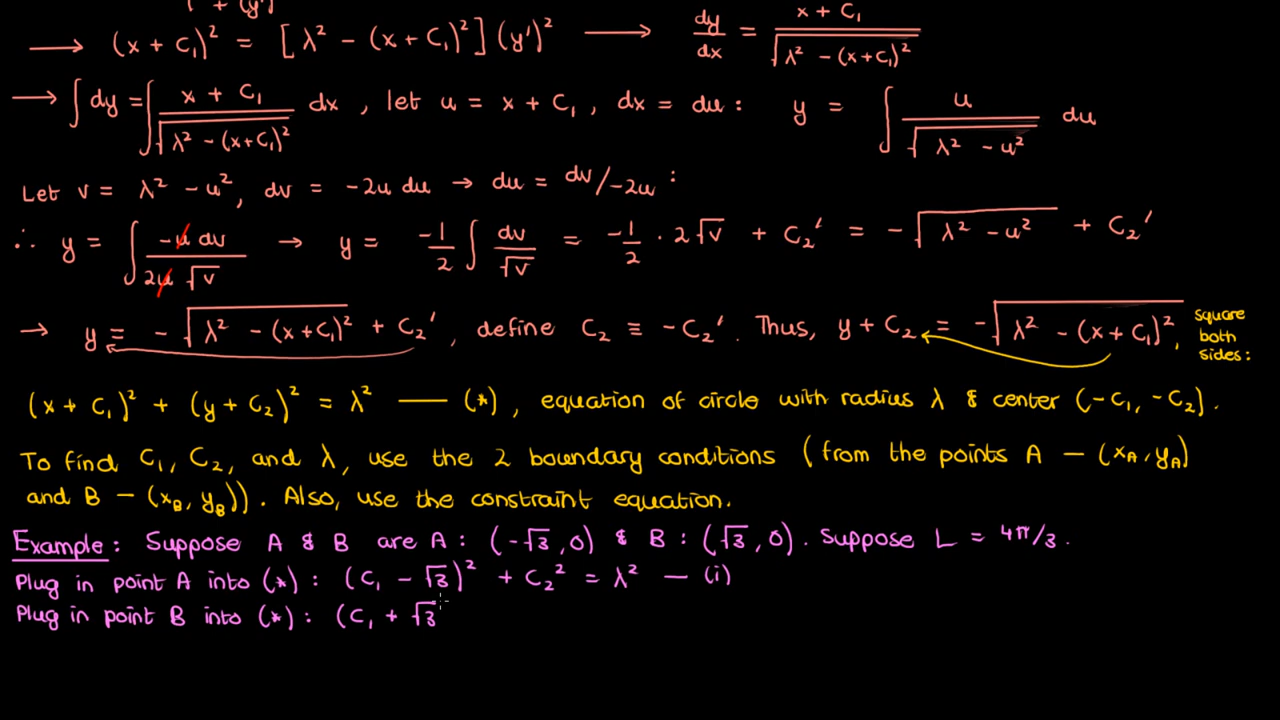 1 + (y')²
→ (x + C₁)² = [λ² - (x + C₁)²] (y')² → dy/dx = (x + C₁)/√(λ² - (x+C₁)²)
→ ∫dy = ∫ (x + C₁)/√(λ² - (x+C₁)²) dx , let u = x + C₁ , dx = du : y = ∫ u/√(λ² - u²) du
Let v = λ² - u², dv = -2u du → du = dv/-2u :
∴ y = ∫ -u dv/(2u √v) → y = -1/2 ∫ dv/√v = -1/2 · 2√v + C₂' = -√(λ² - u²) + C₂'
→ y = -√(λ² - (x+C₁)²) + C₂' , define C₂ ≡ -C₂' . Thus, y + C₂ = -√(λ² - (x + C₁)²) , square both sides:
(x + C₁)² + (y + C₂)² = λ² — (*) , equation of circle with radius λ & center (-C₁, -C₂) .
To find C₁, C₂, and λ, use the 2 boundary conditions (from the points A - (x_A, y_A)
and B - (x_B, y_B)) . Also, use the constraint equation.
Example : Suppose A & B are A : (-√3, 0) & B : (√3, 0) . Suppose L = 4π/3 .
Plug in point A into (*) : (C₁ - √3)² + C₂² = λ² — (i)
Plug in point B into (*) : (C₁ + √3